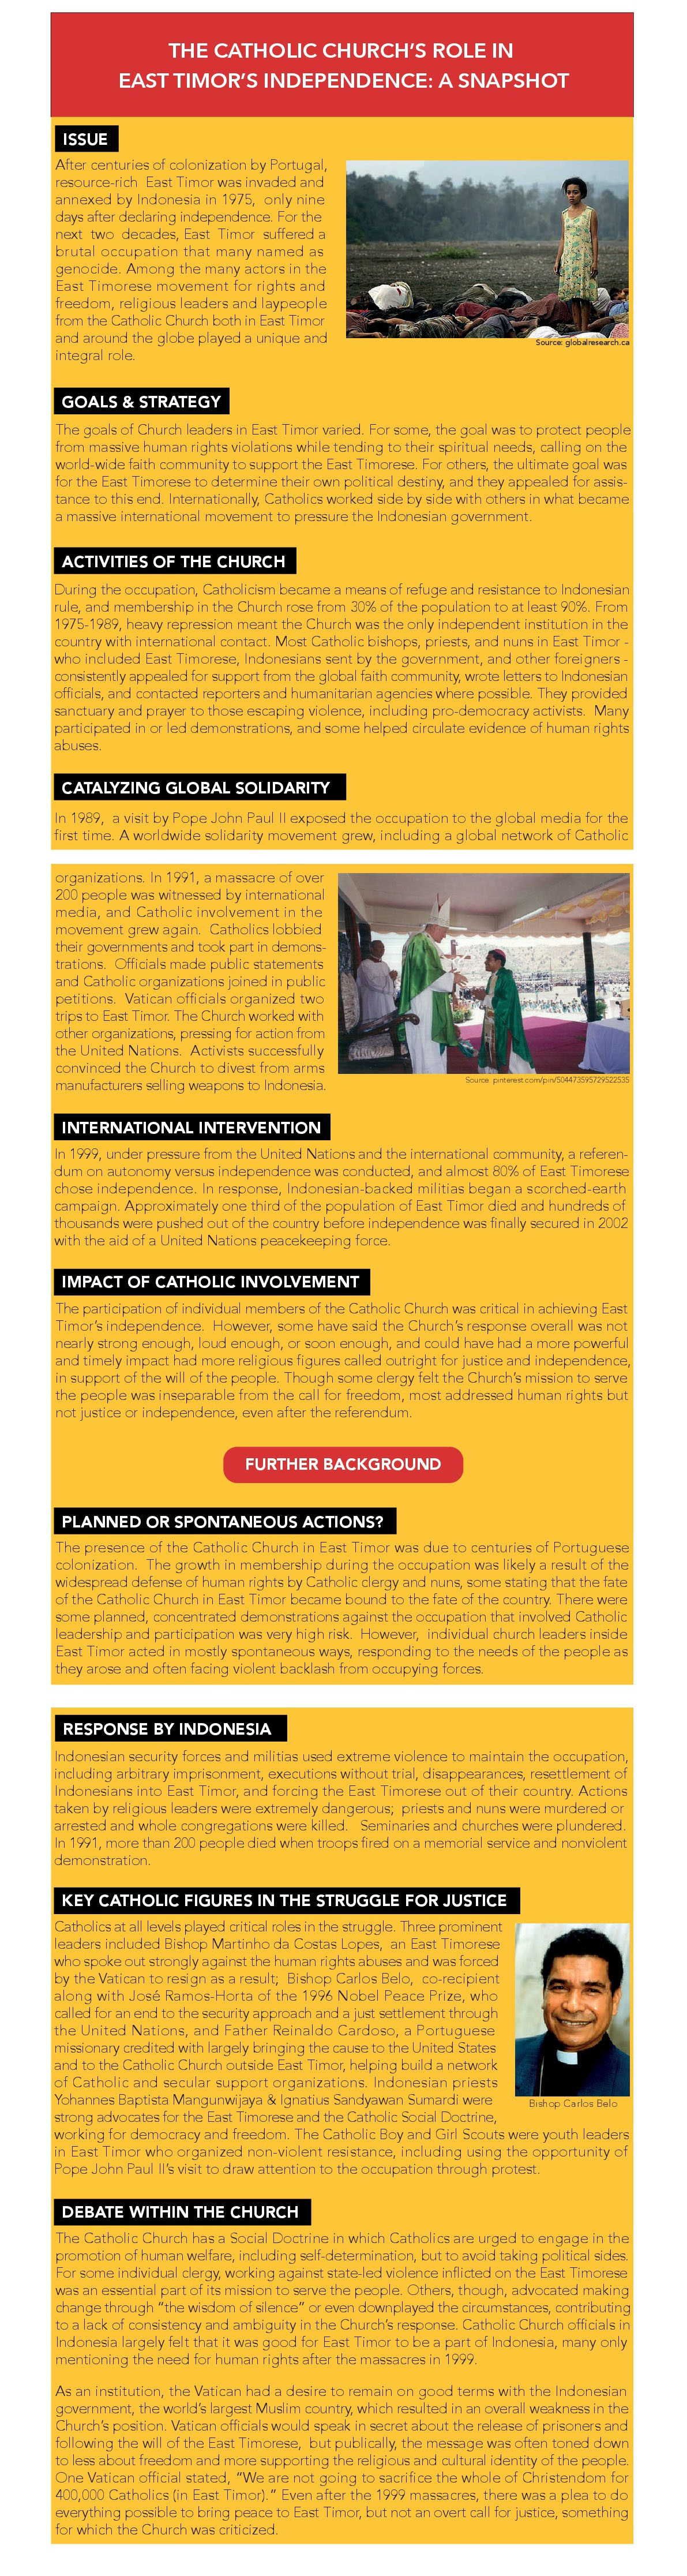 THE CATHOLIC CHURCH'S ROLE IN
EAST TIMOR'S INDEPENDENCE: A SNAPSHOT
ISSUE
After centuries of colonization by Portugal,
resource-rich East Timor was invaded and
annexed by Indonesia in 1975, only nine
days after declaring independence. For the
next two decades, East Timor suffered a
brutal occupation that many named as
genocide. Among the many actors in the
East Timorese movement for rights and
freedom, religious leaders and laypeople
from the Catholic Church both in East Timor
and around the globe played a unique and
integral role.
Source: globalresearch.ca
GOALS & STRATEGY
The goals of Church leaders in East Timor varied. For some, the goal was to protect people
from massive human rights violations while tending to their spiritual needs, calling on the
world-wide faith community to support the East Timorese. For others, the ultimate goal was
for the East Timorese to determine their own political destiny, and they appealed for assis-
tance to this end. Internationally, Catholics worked side by side with others in what became
a massive international movement to pressure the Indonesian government.
ACTIVITIES OF THE CHURCH
During the occupation, Catholicism became a means of refuge and resistance to Indonesian
rule, and membership in the Church rose from 30% of the population to at least 90%. From
1975-1989, heavy repression meant the Church was the only independent institution in the
country with international contact. Most Catholic bishops, priests, and nuns in East Timor -
who included East Timorese, Indonesians sent by the government, and other foreigners -
consistently appealed for support from the global faith community, wrote letters to Indonesian
officials, and contacted reporters and humanitarian agencies where possible. They provided
sanctuary and prayer to those escaping violence, including pro-democracy activists. Many
participated in or led demonstrations, and some helped circulate evidence of human rights
abuses.
CATALYZING GLOBAL SOLIDARITY
In 1989, a visit by Pope John Paul II exposed the occupation to the global media for the
first time. A worldwide solidarity movement grew, including a global network of Catholic
organizations. In 1991, a massacre of over
200 people was witnessed by international
media, and Catholic involvement in the
movement grew again. Catholics lobbied
their governments and took part in demons-
trations. Officials made public statements
and Catholic organizations joined in public
petitions. Vatican officials organized two
trips to East Timor. The Church worked with
other organizations, pressing for action from
the United Nations. Activists successfully
convinced the Church to divest from arms
manufacturers selling weapons to Indonesia.
Source: pinterest.com/pin/504473595729522535
INTERNATIONAL INTERVENTION
In 1999, under pressure from the United Nations and the international community, a referen-
dum on autonomy versus independence was conducted, and almost 80% of East Timorese
chose independence. In response, Indonesian-backed militias began a scorched-earth
campaign. Approximately one third of the population of East Timor died and hundreds of
thousands were pushed out of the country before independence was finally secured in 2002
with the aid of a United Nations peacekeeping force.
IMPACT OF CATHOLIC INVOLVEMENT
The participation of individual members of the Catholic Church was critical in achieving East
Timor's independence. However, some have said the Church's response overall was not
nearly strong enough, loud enough, or soon enough, and could have had a more powerful
and timely impact had more religious figures called outright for justice and independence,
in support of the will of the people. Though some clergy felt the Church's mission to serve
the people was inseparable from the call for freedom, most addressed human rights but
not justice or independence, even after the referendum.
FURTHER BACKGROUND
PLANNED OR SPONTANEOUS ACTIONS?
The presence of the Catholic Church in East Timor was due to centuries of Portuguese
colonization. The growth in membership during the occupation was likely a result of the
widespread defense of human rights by Catholic clergy and nuns, some stating that the fate
of the Catholic Church in East Timor became bound to the fate of the country. There were
some planned, concentrated demonstrations against the occupation that involved Catholic
leadership and participation was very high risk. However, individual church leaders inside
East Timor acted in mostly spontaneous ways, responding to the needs of the people as
they arose and often facing violent backlash from occupying forces.
RESPONSE BY INDONESIA
Indonesian security forces and militias used extreme violence to maintain the occupation,
including arbitrary imprisonment, executions without trial, disappearances, resettlement of
Indonesians into East Timor, and forcing the East Timorese out of their country. Actions
taken by religious leaders were extremely dangerous; priests and nuns were murdered or
arrested and whole congregations were killed. Seminaries and churches were plundered.
In 1991, more than 200 people died when troops fired on a memorial service and nonviolent
demonstration.
KEY CATHOLIC FIGURES IN THE STRUGGLE FOR JUSTICE
Catholics at all levels played critical roles in the struggle. Three prominent
leaders included Bishop Martinho da Costas Lopes, an East Timorese
who spoke out strongly against the human rights abuses and was forced
by the Vatican to resign as a result; Bishop Carlos Belo, co-recipient
along with José Ramos-Horta of the 1996 Nobel Peace Prize, who
called for an end to the security approach and a just settlement through
the United Nations, and Father Reinaldo Cardoso, a Portuguese
missionary credited with largely bringing the cause to the United States
and to the Catholic Church outside East Timor, helping build a network
of Catholic and secular support organizations. Indonesian priests
Yohannes Baptista Mangunwijaya & Ignatius Sandyawan Sumardi were
strong advocates for the East Timorese and the Catholic Social Doctrine,
working for democracy and freedom. The Catholic Boy and Girl Scouts were youth leaders
in East Timor who organized non-violent resistance, including using the opportunity of
Pope John Paul II's visit to draw attention to the occupation through protest.
Bishop Carlos Belo
DEBATE WITHIN THE CHURCH
The Catholic Church has a Social Doctrine in which Catholics are urged to engage in the
promotion of human welfare, including self-determination, but to avoid taking political sides.
For some individual clergy, working against state-led violence inflicted on the East Timorese
was an essential part of its mission to serve the people. Others, though, advocated making
change through "the wisdom of silence" or even downplayed the circumstances, contributing
to a lack of consistency and ambiguity in the Church's response. Catholic Church officials in
Indonesia largely felt that it was good for East Timor to be a part of Indonesia, many only
mentioning the need for human rights after the massacres in 1999.
As an institution, the Vatican had a desire to remain on good terms with the Indonesian
government, the world's largest Muslim country, which resulted in an overall weakness in the
Church's position. Vatican officials would speak in secret about the release of prisoners and
following the will of the East Timorese, but publically, the message was often toned down
to less about freedom and more supporting the religious and cultural identity of the people.
One Vatican official stated, "We are not going to sacrifice the whole of Christendom for
400,000 Catholics (in East Timor)." Even after the 1999 massacres, there was a plea to do
everything possible to bring peace to East Timor, but not an overt call for justice, something
for which the Church was criticized.